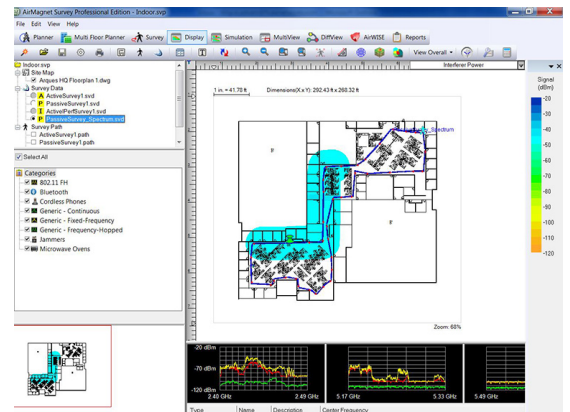 AirMagnet Survey Professional Edition - Indoor.svp
File Edit View Help
Planner Multi Floor Planner Survey Display Simulation MultiView DiffView AirWISE Reports
View Overall
Indoor.svp
Site Map
Arques HQ Floorplan 1.dwg
Survey Data
A ActiveSurvey1.svd
P PassiveSurvey1.svd
I ActivePerfSurvey1.svd
P PassiveSurvey_Spectrum.svd
Survey Path
ActiveSurvey1.path
PassiveSurvey1.path
Select All
Categories
802.11 FH
Bluetooth
Cordless Phones
Generic - Continuous
Generic - Fixed-Frequency
Generic - Frequency-Hopped
Jammers
Microwave Ovens
Interferer Power
1 in. = 41.78 ft Dimensions(X x Y): 292.43 ft x 260.32 ft
_Spectrum
Zoom: 68%
Signal
(dBm)
-20
-30
-40
-50
-60
-70
-80
-90
-100
-110
-120
-20 dBm
-70 dBm
-120 dBm
2.40 GHz 2.49 GHz 5.17 GHz 5.33 GHz 5.49 GHz
Type Name Description Center Frequency